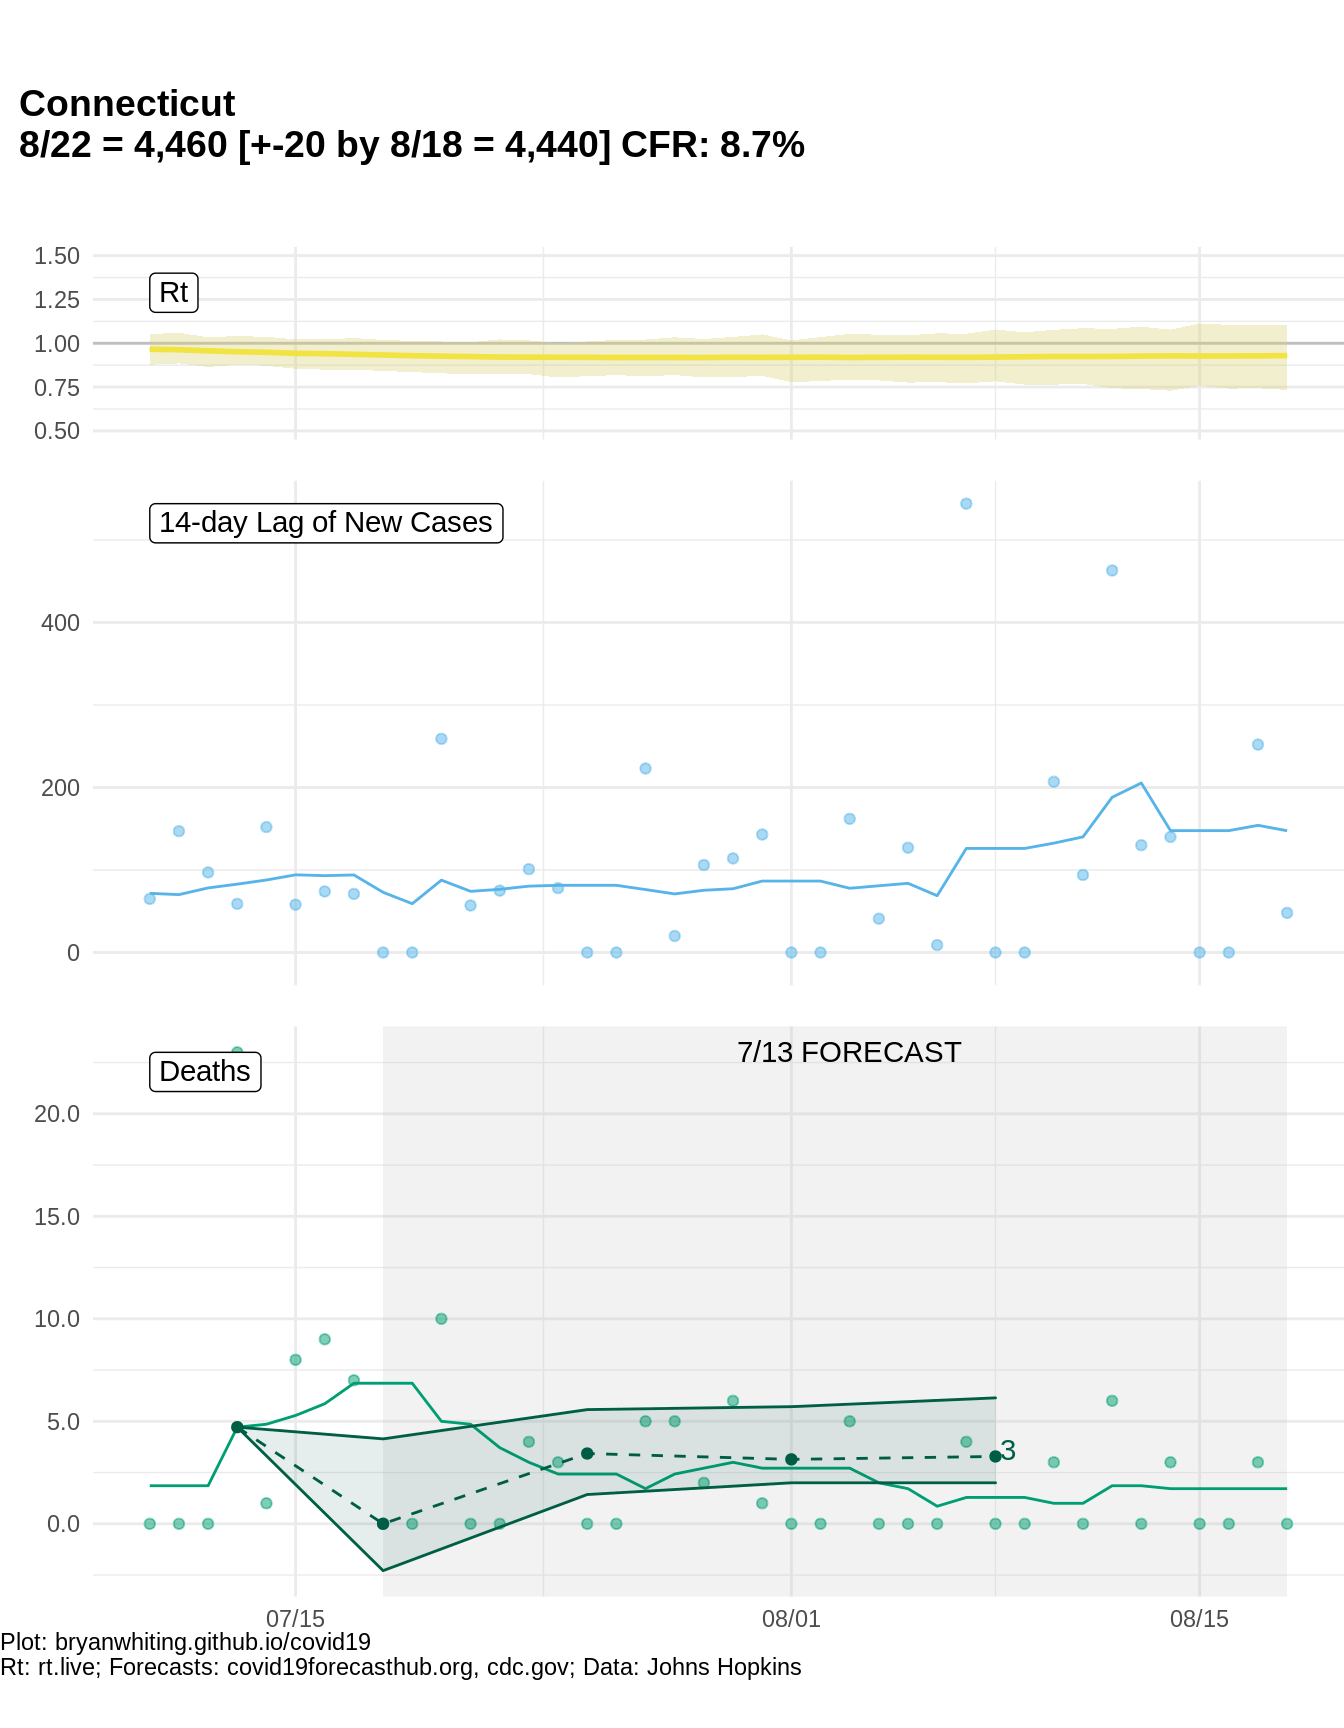 Connecticut
8/22 = 4,460 [+-20 by 8/18 = 4,440] CFR: 8.7%
1.50
Rt
1.25
1.00
0.75
0.50
14-day Lag of New Cases
400
200
0
7/13 FORECAST
Deaths
20.0
15.0
10.0
5.0
3
0.0
07/15
08/01
08/15
Plot: bryanwhiting.github.io/covid19
Rt: rt.live; Forecasts: covid19forecasthub.org, cdc.gov; Data: Johns Hopkins